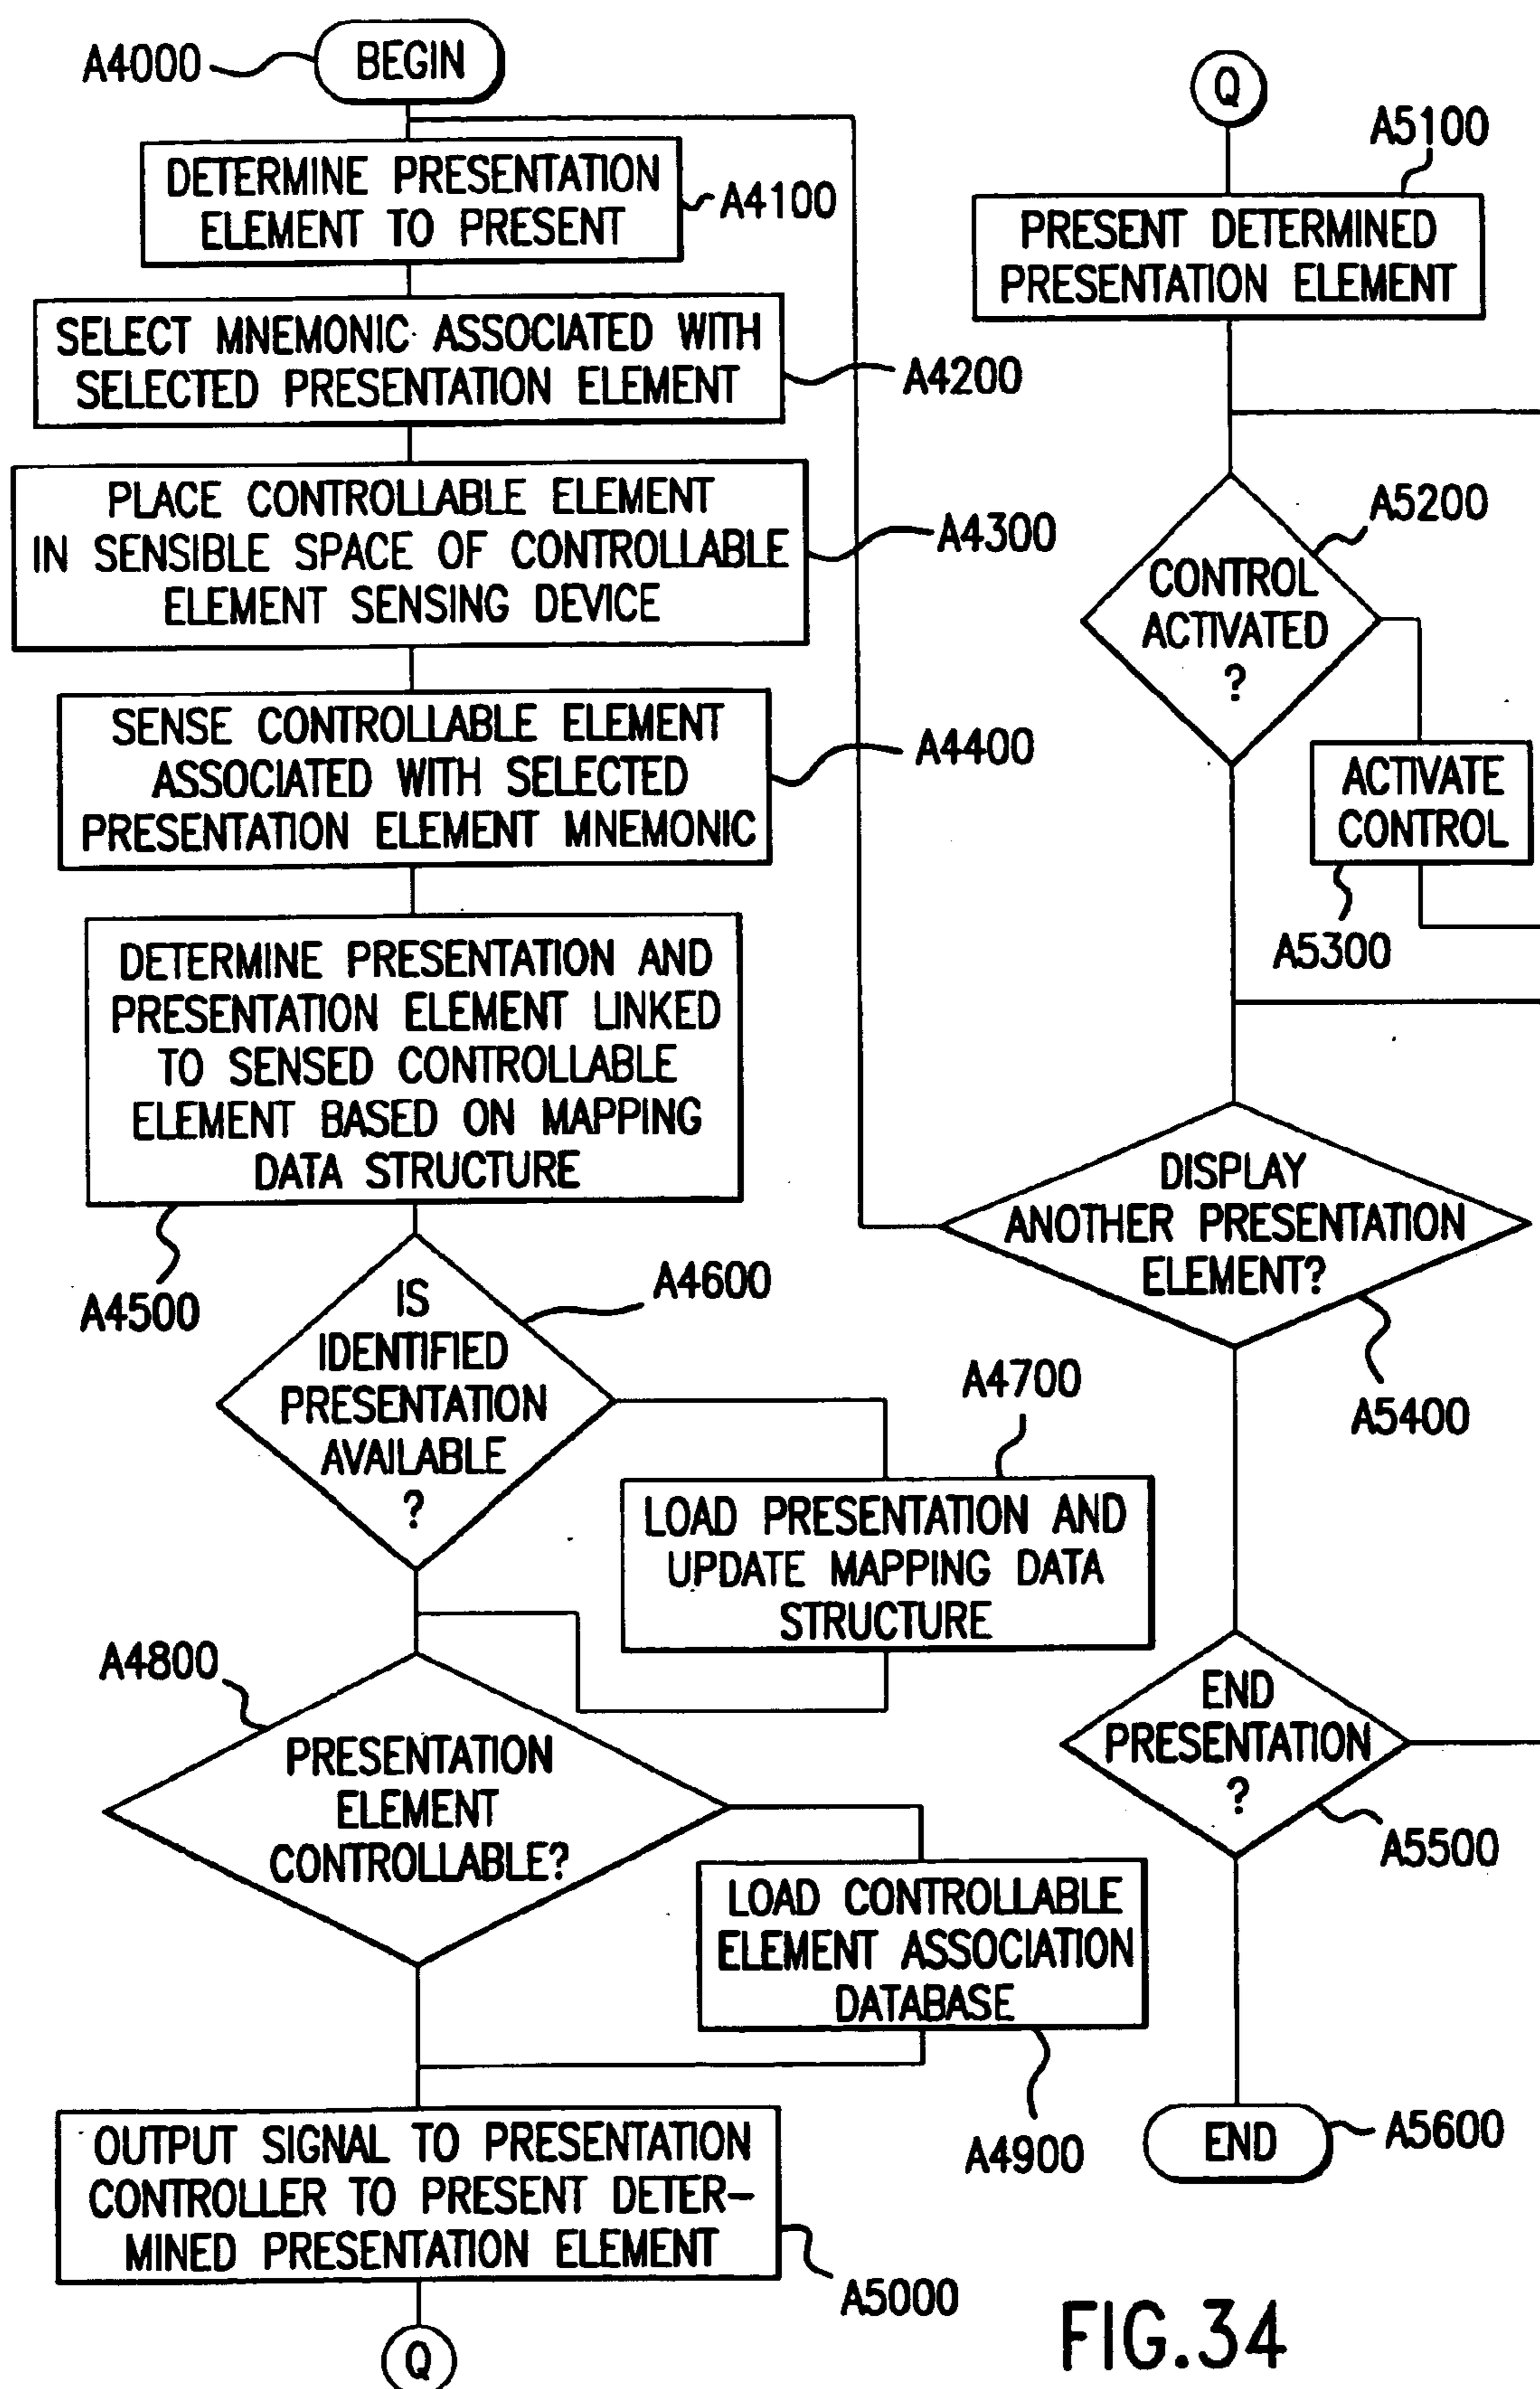 A4000
BEGIN
DETERMINE PRESENTATION
ELEMENT TO PRESENT
A4100
SELECT MNEMONIC ASSOCIATED WITH
SELECTED PRESENTATION ELEMENT
A4200
PLACE CONTROLLABLE ELEMENT
IN SENSIBLE SPACE OF CONTROLLABLE
ELEMENT SENSING DEVICE
A4300
SENSE CONTROLLABLE ELEMENT
ASSOCIATED WITH SELECTED
PRESENTATION ELEMENT MNEMONIC
A4400
DETERMINE PRESENTATION AND
PRESENTATION ELEMENT LINKED
TO SENSED CONTROLLABLE
ELEMENT BASED ON MAPPING
DATA STRUCTURE
A4500
IS
IDENTIFIED
PRESENTATION
AVAILABLE
?
A4600
A4700
LOAD PRESENTATION AND
UPDATE MAPPING DATA
STRUCTURE
A4800
PRESENTATION
ELEMENT
CONTROLLABLE?
LOAD CONTROLLABLE
ELEMENT ASSOCIATION
DATABASE
A4900
OUTPUT SIGNAL TO PRESENTATION
CONTROLLER TO PRESENT DETER-
MINED PRESENTATION ELEMENT
A5000
Q
Q
A5100
PRESENT DETERMINED
PRESENTATION ELEMENT
A5200
CONTROL
ACTIVATED
?
ACTIVATE
CONTROL
A5300
DISPLAY
ANOTHER PRESENTATION
ELEMENT?
A5400
END
PRESENTATION
?
A5500
END
A5600
FIG.34